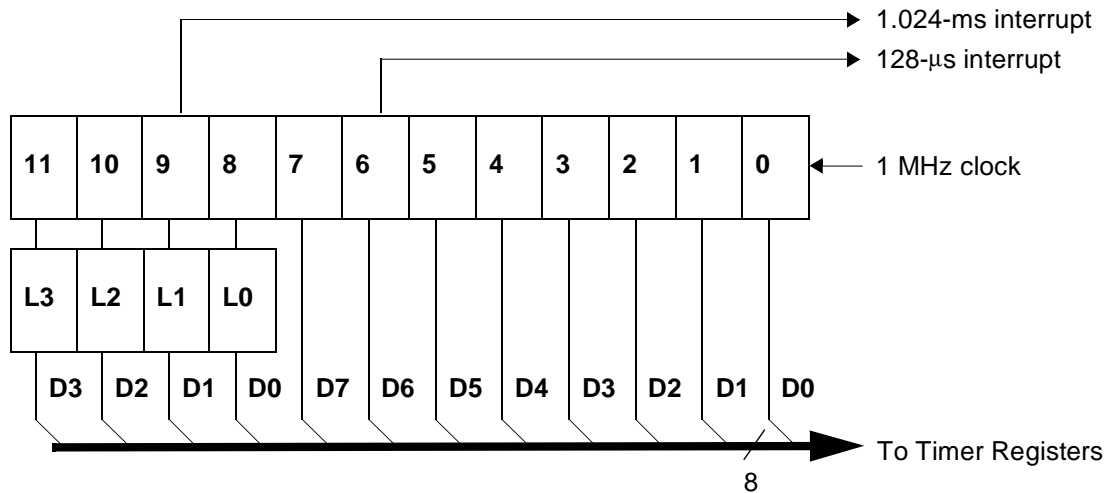 1.024-ms interrupt
128-μs interrupt
11 10 9 8 7 6 5 4 3 2 1 0
1 MHz clock
L3 L2 L1 L0
D3 D2 D1 D0 D7 D6 D5 D4 D3 D2 D1 D0
To Timer Registers
8